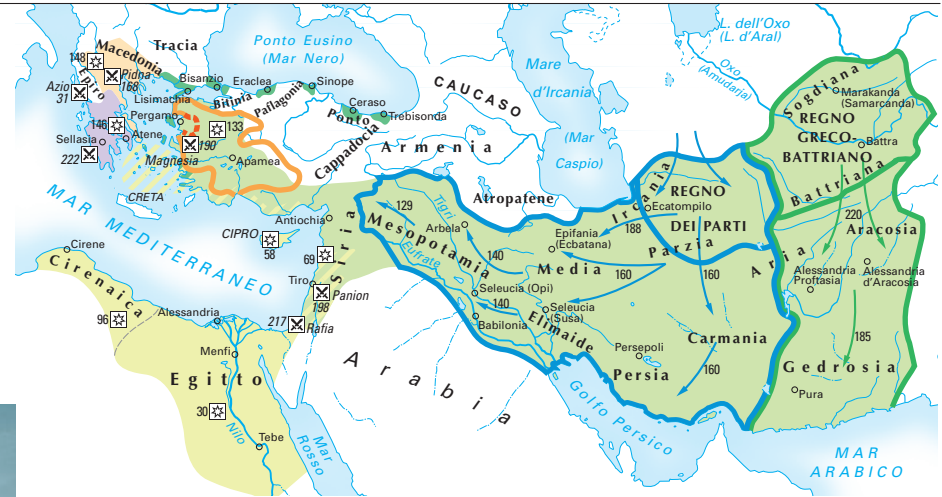 Tracia
Macedonia
148
Pidna
168
Epiro
Azio
31
Lisimachia
Bisanzio
Eraclea
Sinope
Ponto Eusino
(Mar Nero)
Bitinia
Paflagonia
Ceraso
Ponto
Trebisonda
Cappadocia
CAUCASO
Armenia
Pergamo
133
146
Atene
Sellasia
222
190
Magnesia
Apamea
CRETA
MAR MEDITERRANEO
Antiochia
CIPRO
58
69
Siria
Tiro
Panion
198
217
Rafia
Cirene
Cirenaica
96
Alessandria
Menfi
Egitto
30
Nilo
Tebe
Mar
Rosso
Arabia
Mare
d'Ircania
(Mar
Caspio)
L. dell'Oxo
(L. d'Aral)
Oxo
(Amudarja)
Atropatene
129
Tigri
Arbela
Mesopotamia
Eufrate
140
Epifania
(Ecbatana)
Media
Seleucia (Opi)
140
Babilonia
Seleucia
(Susa)
Elimaide
160
Persepoli
Persia
Golfo Persico
Ircania
188
REGNO
Ecatompilo
DEI PARTI
Parzia
160
Carmania
160
Sogdiana
Marakanda
(Samarcanda)
REGNO
GRECO-
BATTRIANO
Battra
Battriana
220
Aracosia
Aria
Alessandria
Proftasia
Alessandria
d'Aracosia
185
Gedrosia
Pura
MAR
ARABICO